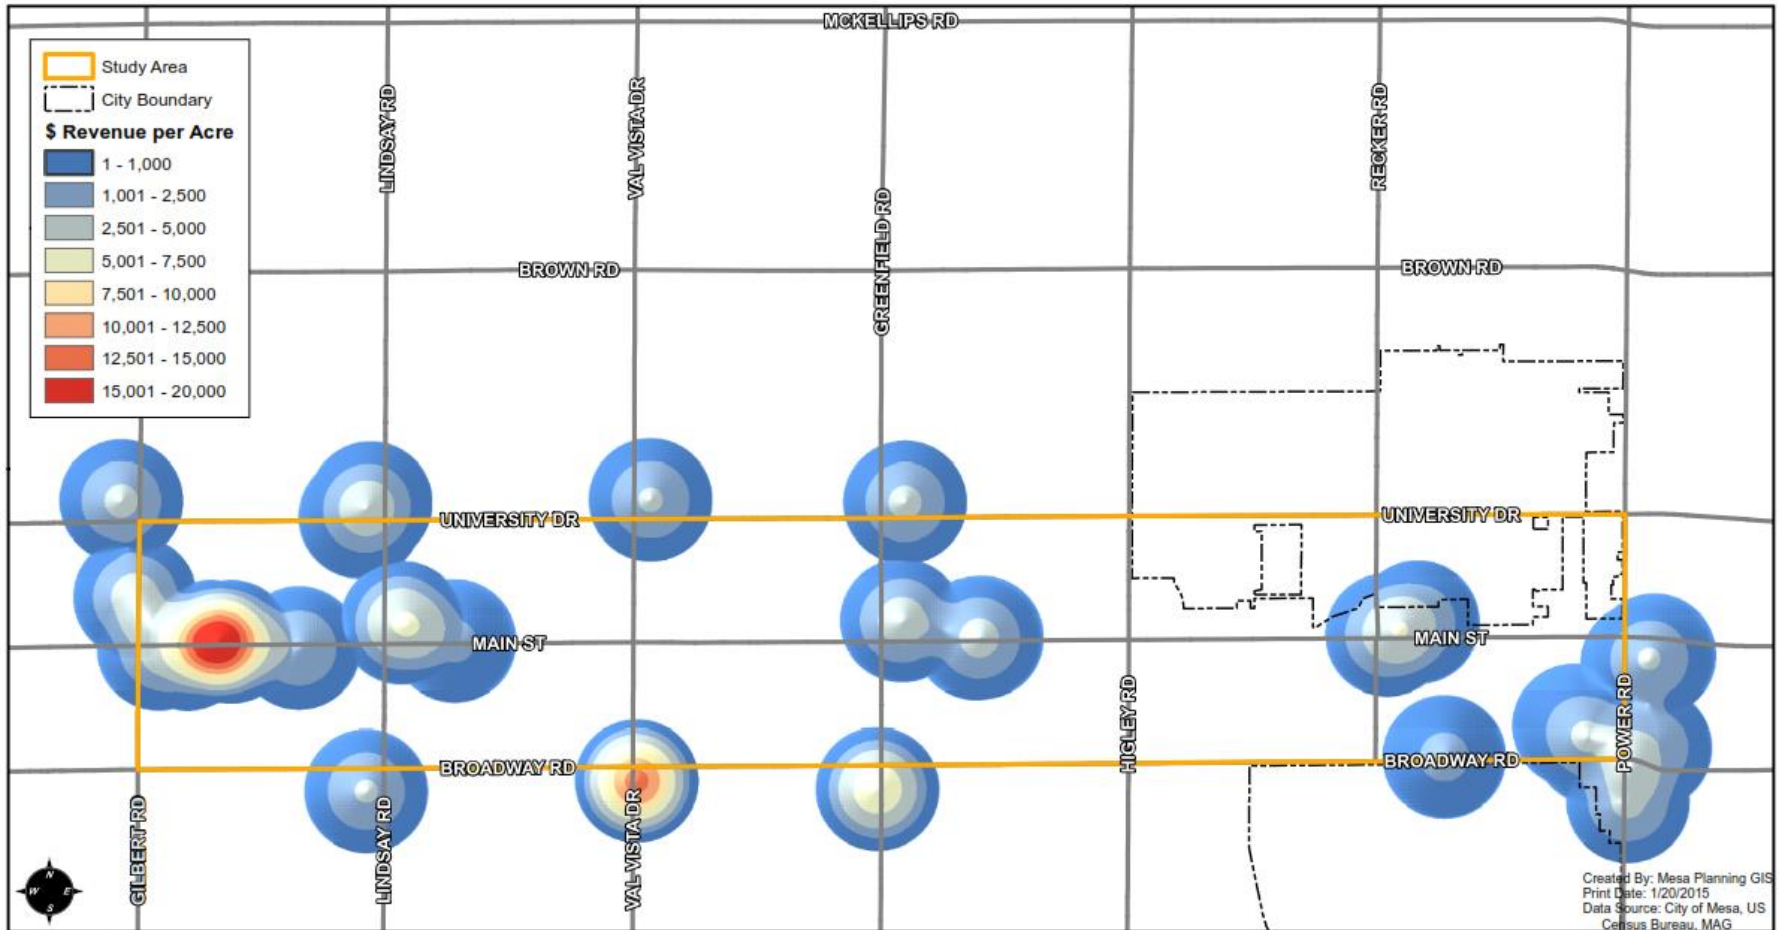 MCKELLIPS RD
Study Area
City Boundary
$ Revenue per Acre
1 - 1,000
1,001 - 2,500
2,501 - 5,000
5,001 - 7,500
7,501 - 10,000
10,001 - 12,500
12,501 - 15,000
15,001 - 20,000
LINDSAY RD
VAL VISTA DR
GREENFIELD RD
RECKER RD
BROWN RD
BROWN RD
UNIVERSITY DR
UNIVERSITY DR
MAIN ST
MAIN ST
BROADWAY RD
BROADWAY RD
GILBERT RD
LINDSAY RD
VAL VISTA DR
HIGLEY RD
POWER RD
N
W E
S
Created By: Mesa Planning GIS
Print Date: 1/20/2015
Data Source: City of Mesa, US
Census Bureau, MAG